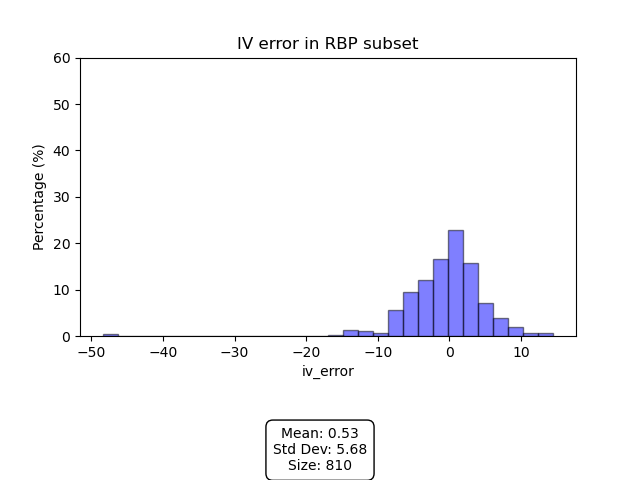 IV error in RBP subset
60
50
40
30
20
10
0
Percentage (%)
−50 −40 −30 −20 −10 0 10
iv_error
Mean: 0.53
Std Dev: 5.68
Size: 810